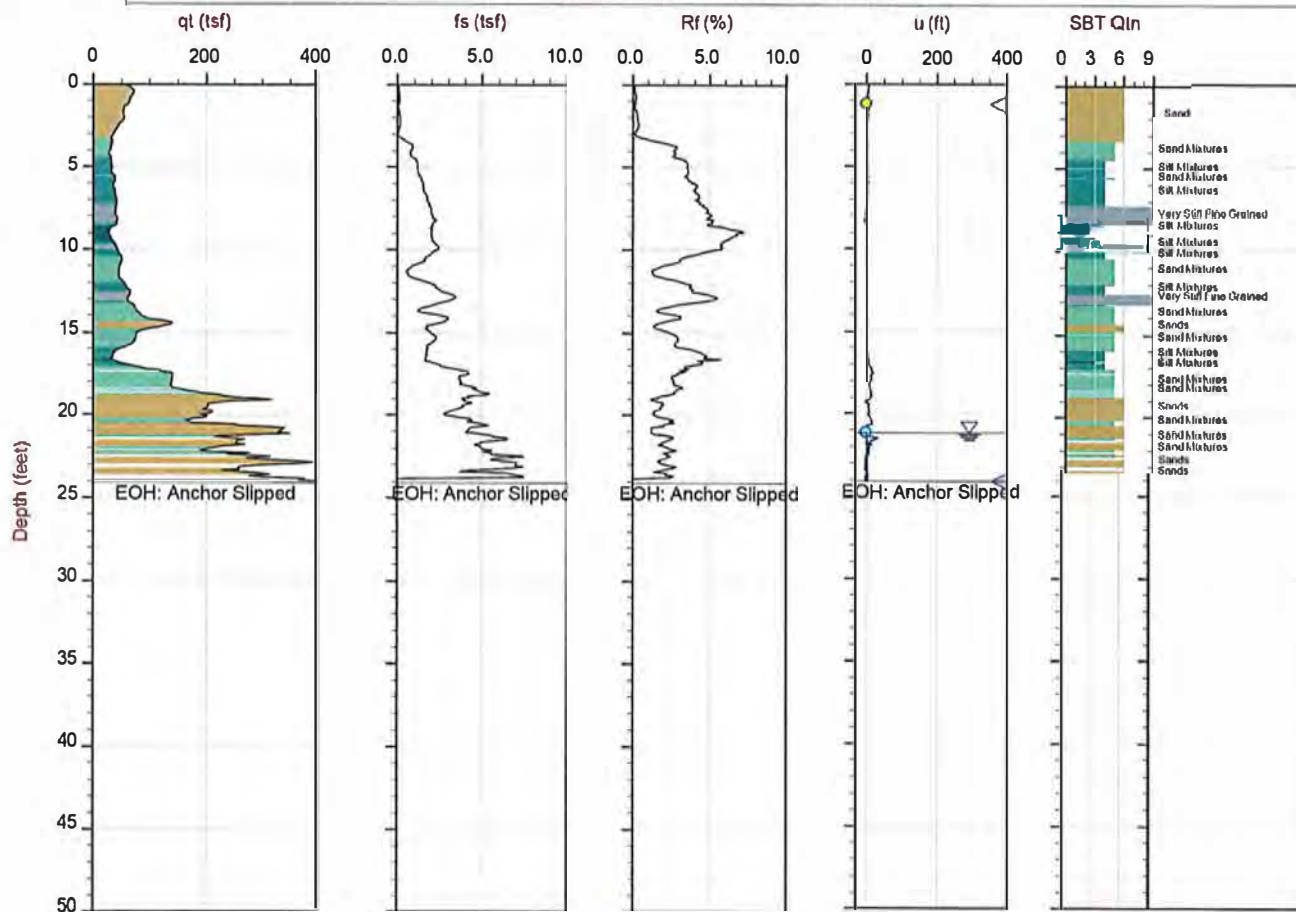 qt (tsf)
fs (tsf)
Rf (%)
u (ft)
SBT Qtn
0 200 400
0.0 5.0 10.0
0.0 5.0 10.0
0 200 400
0 3 6 9
0
5
10
15
20
25
30
35
40
45
50
Depth (feet)
Sand
Sand Mixtures
Silt Mixtures
Sand Mixtures
Silt Mixtures
Very Stiff Fine Grained
Silt Mixtures
Silt Mixtures
Silt Mixtures
Sand Mixtures
Silt Mixtures
Very Stiff Fine Grained
Sand Mixtures
Sands
Sand Mixtures
Silt Mixtures
Silt Mixtures
Sand Mixtures
Sand Mixtures
Sands
Sand Mixtures
Sand Mixtures
Sand Mixtures
Sands
Sands
EOH: Anchor Slipped
EOH: Anchor Slipped
EOH: Anchor Slipped
EOH: Anchor Slipped